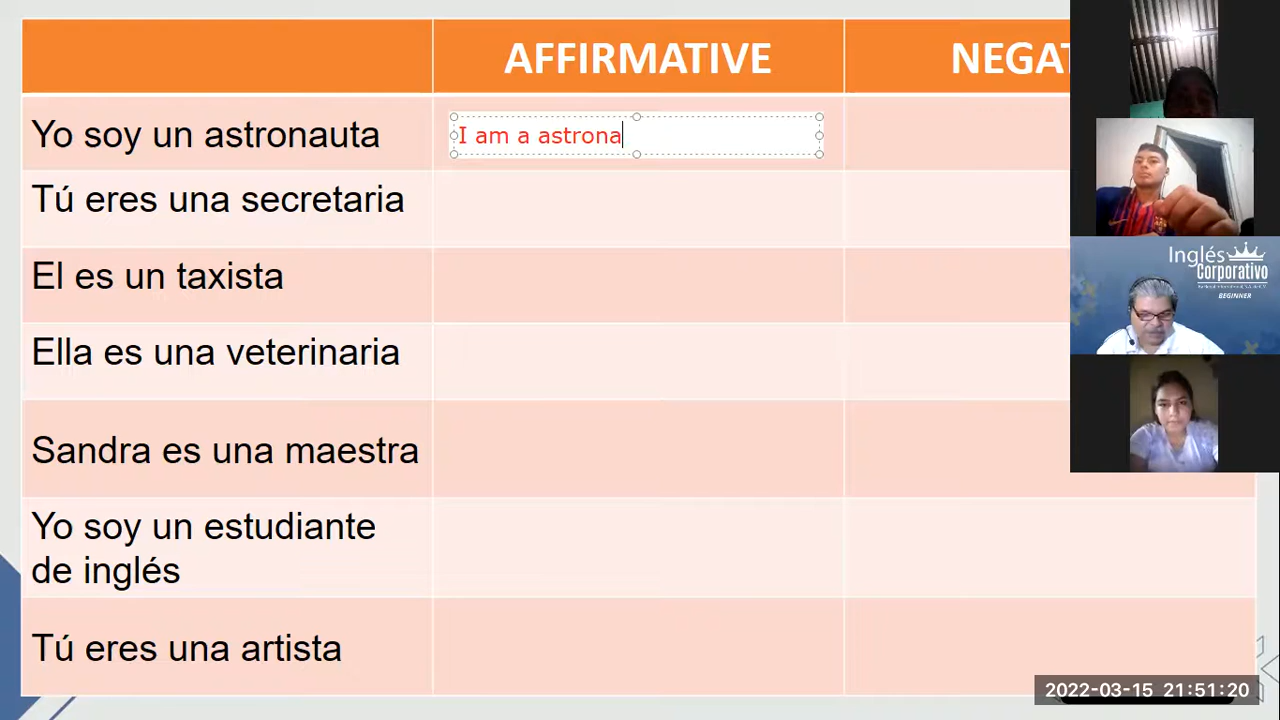 AFFIRMATIVE
NEGAT
Yo soy un astronauta
I am a astrona
Tú eres una secretaria
El es un taxista
Ella es una veterinaria
Sandra es una maestra
Yo soy un estudiante
de inglés
Tú eres una artista
Inglés
Corporativo
BEGINNER
2022-03-15 21:51:20